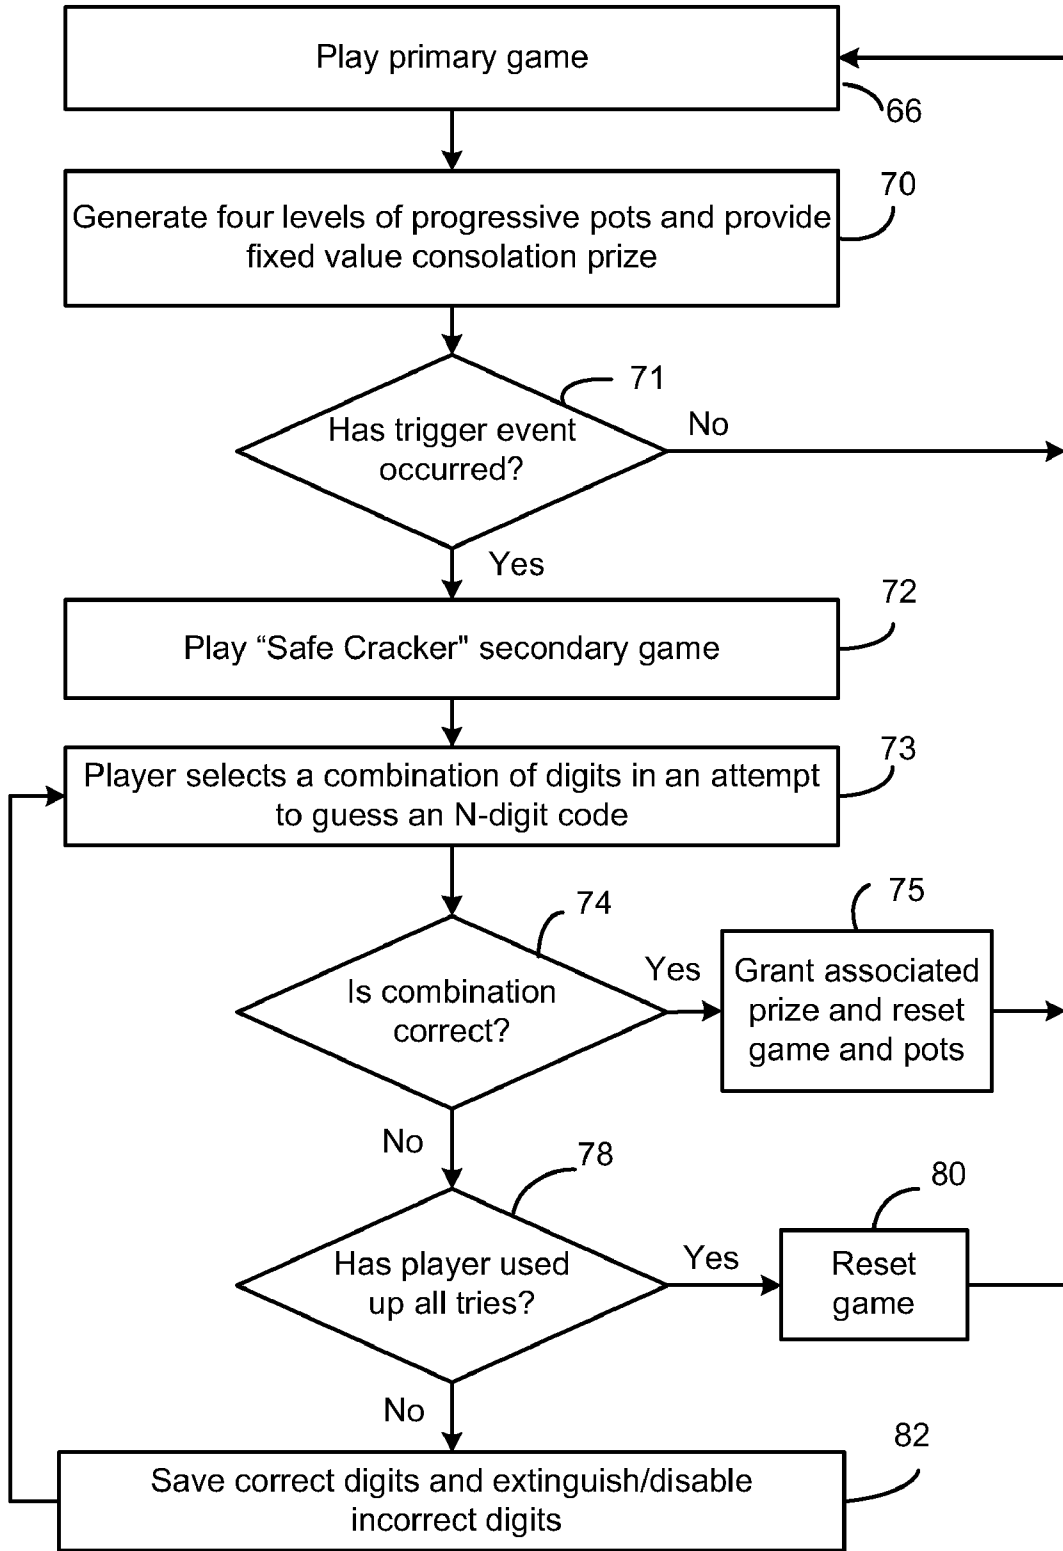 Play primary game
66
70
Generate four levels of progressive pots and provide
fixed value consolation prize
71
Has trigger event
occurred?
No
Yes
72
Play “Safe Cracker" secondary game
73
Player selects a combination of digits in an attempt
to guess an N-digit code
74
75
Is combination
correct?
Yes
Grant associated
prize and reset
game and pots
No
78
80
Has player used
up all tries?
Yes
Reset
game
No
82
Save correct digits and extinguish/disable
incorrect digits